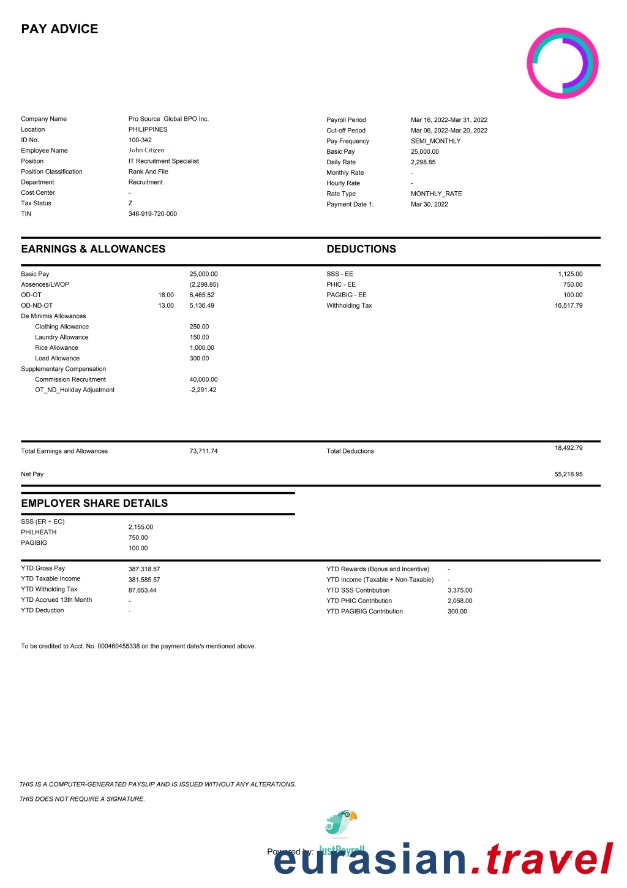 PAY ADVICE
Company Name Pro Source Global BPO Inc.
Location PHILIPPINES
ID No. 100-342
Employee Name John Citizen
Position IT Recruitment Specialist
Position Classification Rank And File
Department Recruitment
Cost Center -
Tax Status Z
TIN 346-919-720-000
Payroll Period Mar 16, 2022-Mar 31, 2022
Cut-off Period Mar 06, 2022-Mar 20, 2022
Pay Frequency SEMI_MONTHLY
Basic Pay 25,000.00
Daily Rate 2,298.85
Monthly Rate -
Hourly Rate -
Rate Type MONTHLY_RATE
Payment Date 1: Mar 30, 2022
EARNINGS & ALLOWANCES
Basic Pay 25,000.00
Absences/LWOP (2,298.85)
OD-OT 18.00 6,465.52
OD-ND-OT 13.00 5,136.49
De Minimis Allowances
Clothing Allowance 250.00
Laundry Allowance 150.00
Rice Allowance 1,000.00
Load Allowance 300.00
Supplementary Compensation
Commission Recruitment 40,000.00
OT_ND_Holiday Adjustment -2,291.42
DEDUCTIONS
SSS - EE 1,125.00
PHIC - EE 750.00
PAGIBIG - EE 100.00
Withholding Tax 16,517.79
Total Earnings and Allowances 73,711.74
Total Deductions 18,492.79
Net Pay 55,218.95
EMPLOYER SHARE DETAILS
SSS (ER + EC) 2,155.00
PHILHEATH 750.00
PAGIBIG 100.00
YTD Gross Pay 387,318.57
YTD Taxable Income 381,585.57
YTD Witholding Tax 87,653.44
YTD Accrued 13th Month -
YTD Deduction -
YTD Rewards (Bonus and Incentive) -
YTD Income (Taxable + Non-Taxable) -
YTD SSS Contribution 3,375.00
YTD PHIC Contribution 2,058.00
YTD PAGIBIG Contribution 300.00
To be credited to Acct. No. 000460455338 on the payment date/s mentioned above.
THIS IS A COMPUTER-GENERATED PAYSLIP AND IS ISSUED WITHOUT ANY ALTERATIONS.
THIS DOES NOT REQUIRE A SIGNATURE.
Powered by: JustPayroll
eurasian.travel